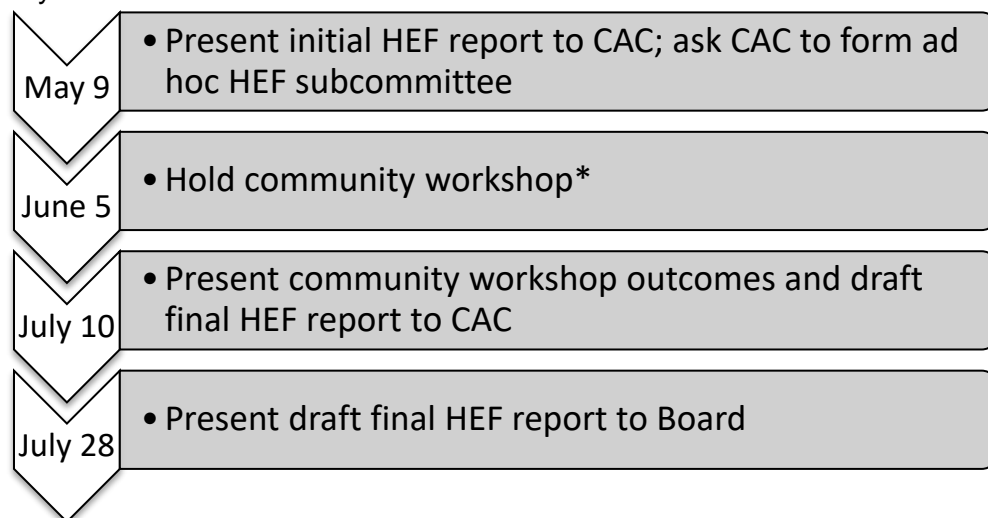 • Present initial HEF report to CAC; ask CAC to form ad
hoc HEF subcommittee
May 9
• Hold community workshop*
June 5
• Present community workshop outcomes and draft
final HEF report to CAC
July 10
• Present draft final HEF report to Board
July 28